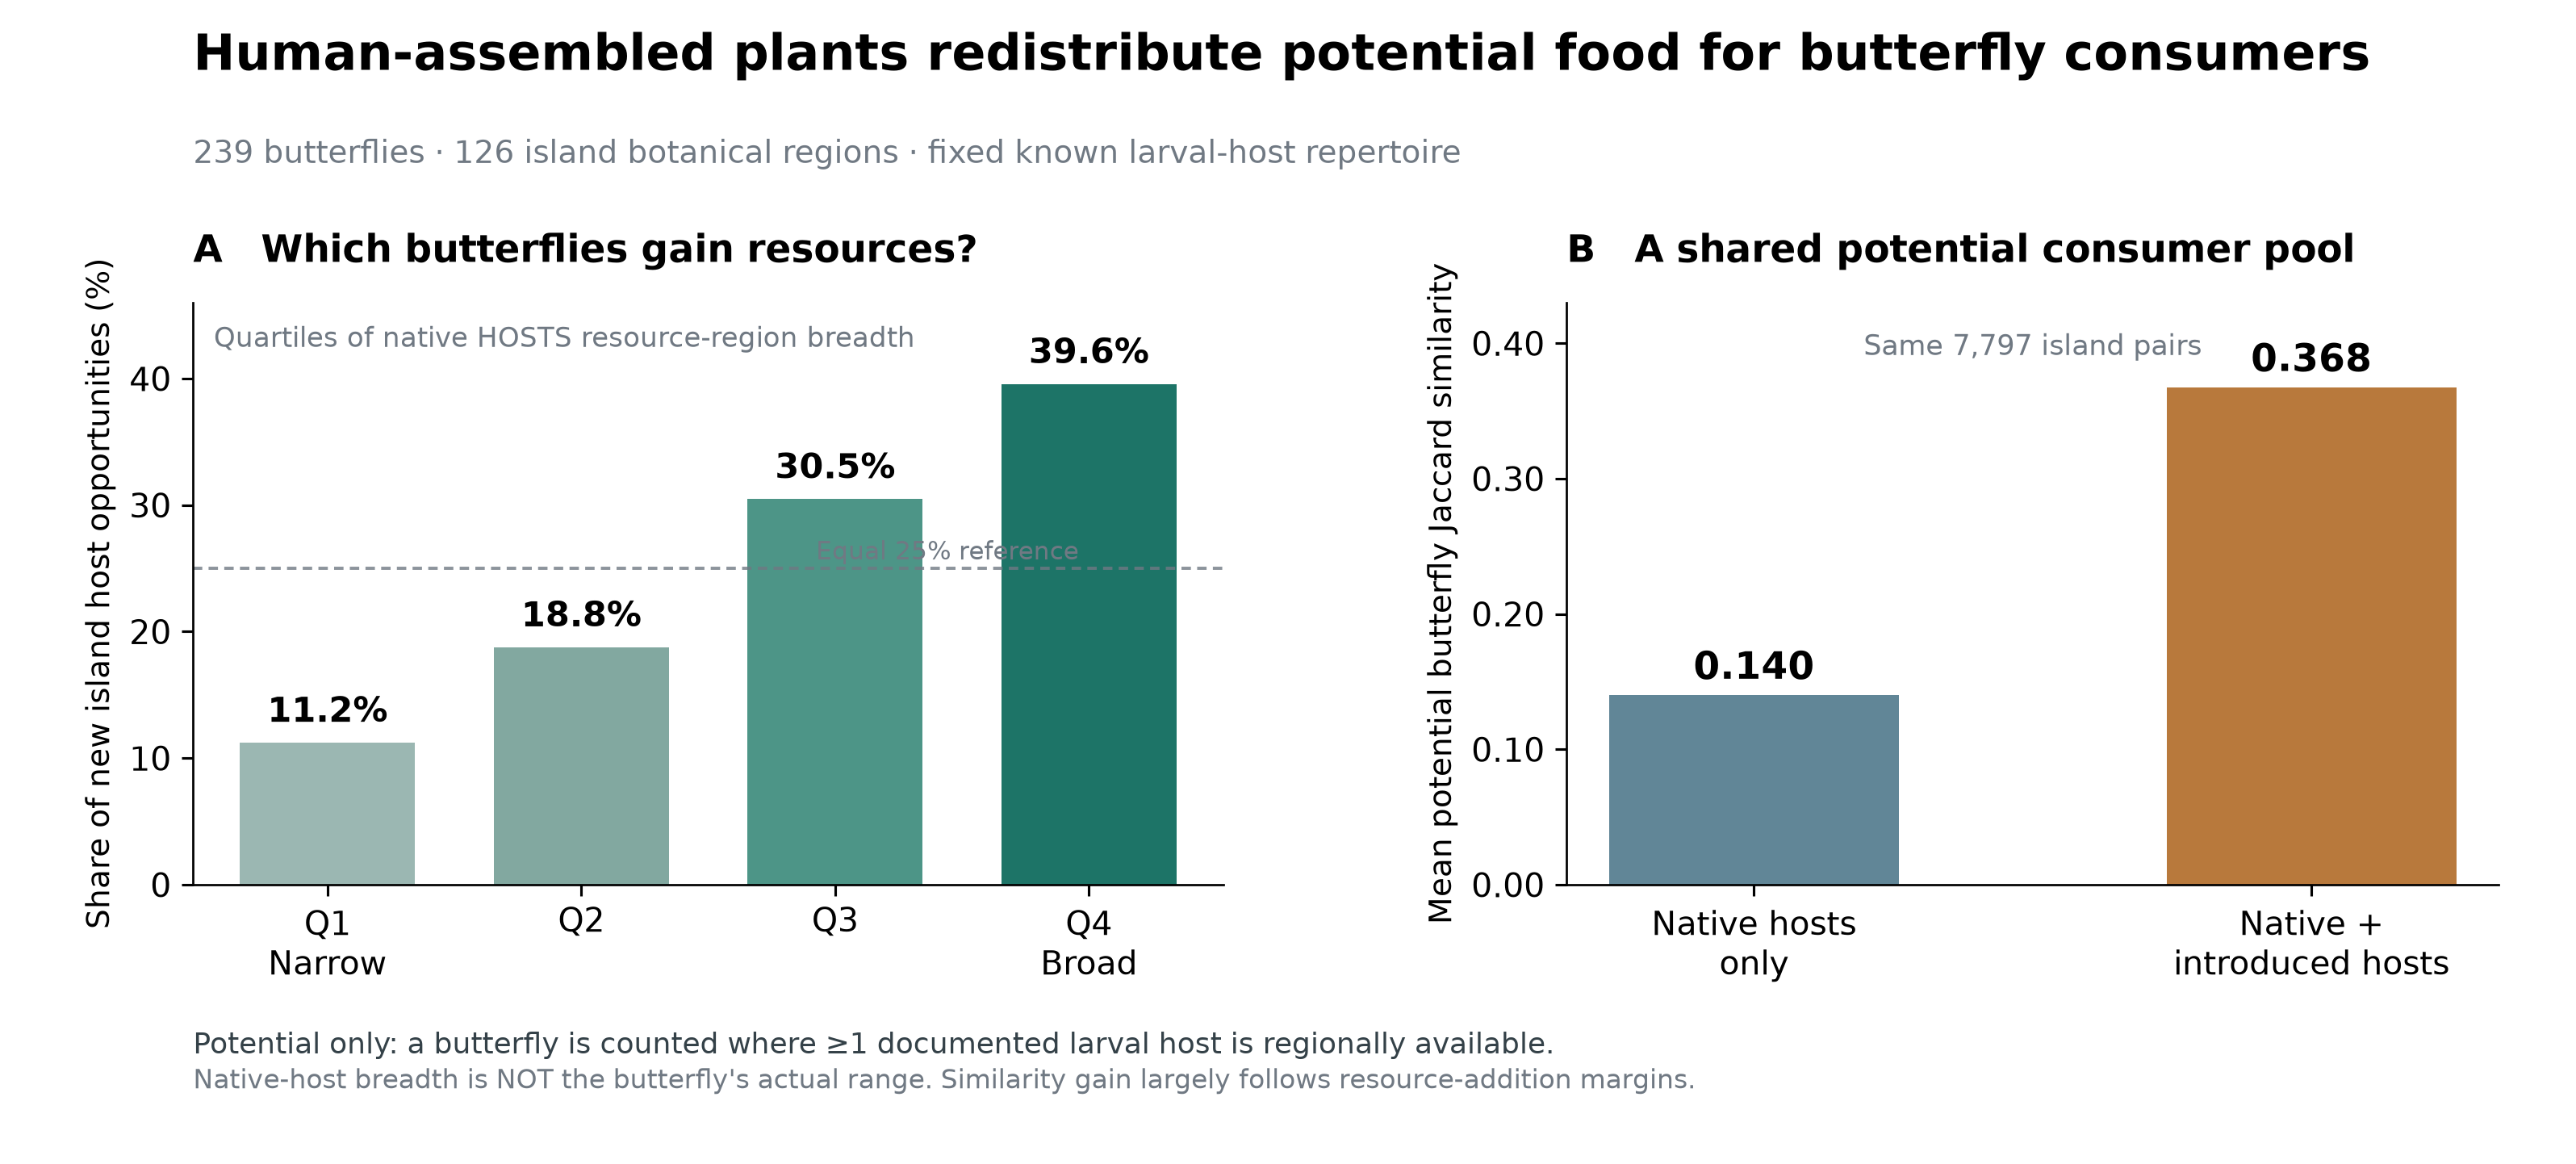 Human-assembled plants redistribute potential food for butterfly consumers
239 butterflies · 126 island botanical regions · fixed known larval-host repertoire
A Which butterflies gain resources?
Share of new island host opportunities (%)
Quartiles of native HOSTS resource-region breadth
40
30
20
10
0
11.2%
18.8%
30.5%
39.6%
Equal 25% reference
Q1
Narrow
Q2
Q3
Q4
Broad
B A shared potential consumer pool
Mean potential butterfly Jaccard similarity
Same 7,797 island pairs
0.40
0.30
0.20
0.10
0.00
0.140
0.368
Native hosts
only
Native +
introduced hosts
Potential only: a butterfly is counted where ≥1 documented larval host is regionally available.
Native-host breadth is NOT the butterfly's actual range. Similarity gain largely follows resource-addition margins.